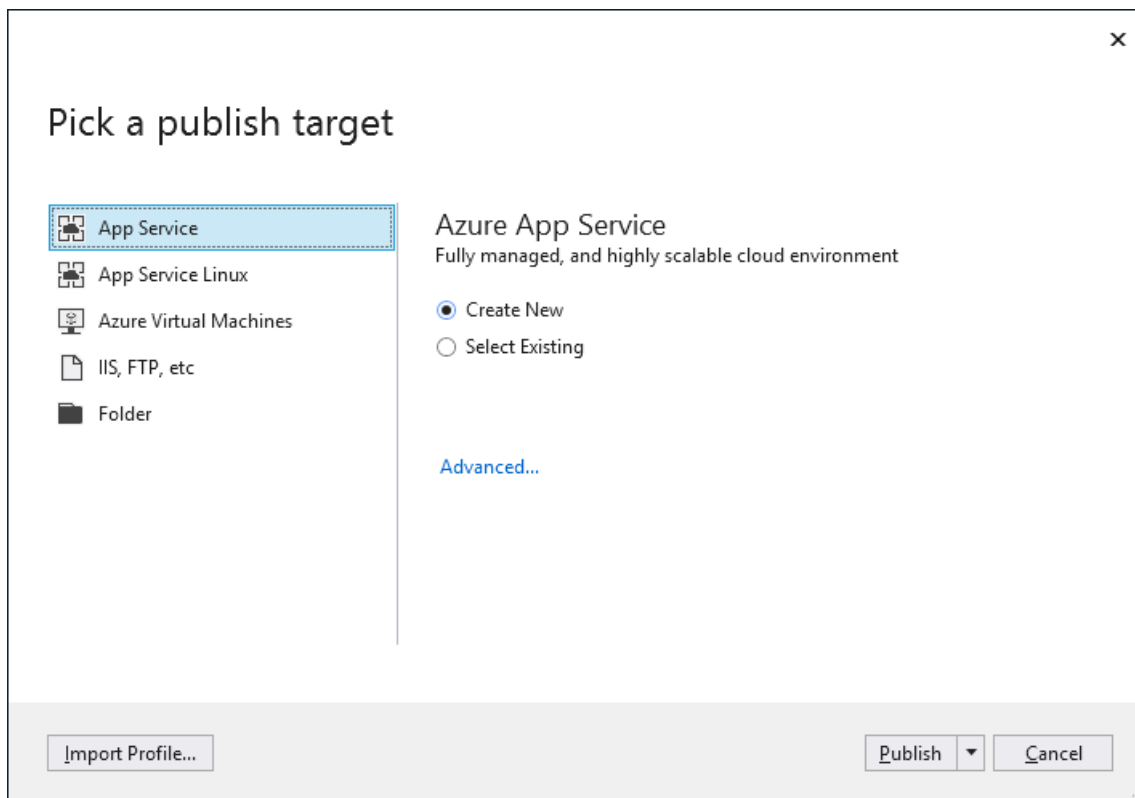 Pick a publish target
App Service
App Service Linux
Azure Virtual Machines
IIS, FTP, etc
Folder
Azure App Service
Fully managed, and highly scalable cloud environment
Create New
Select Existing
Advanced...
Import Profile...
Publish
Cancel